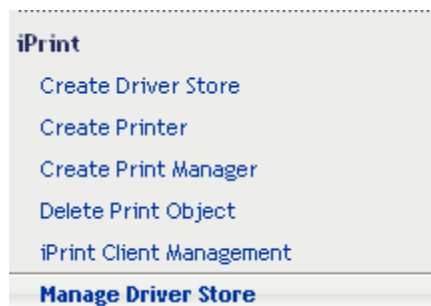 iPrint
Create Driver Store
Create Printer
Create Print Manager
Delete Print Object
iPrint Client Management
Manage Driver Store